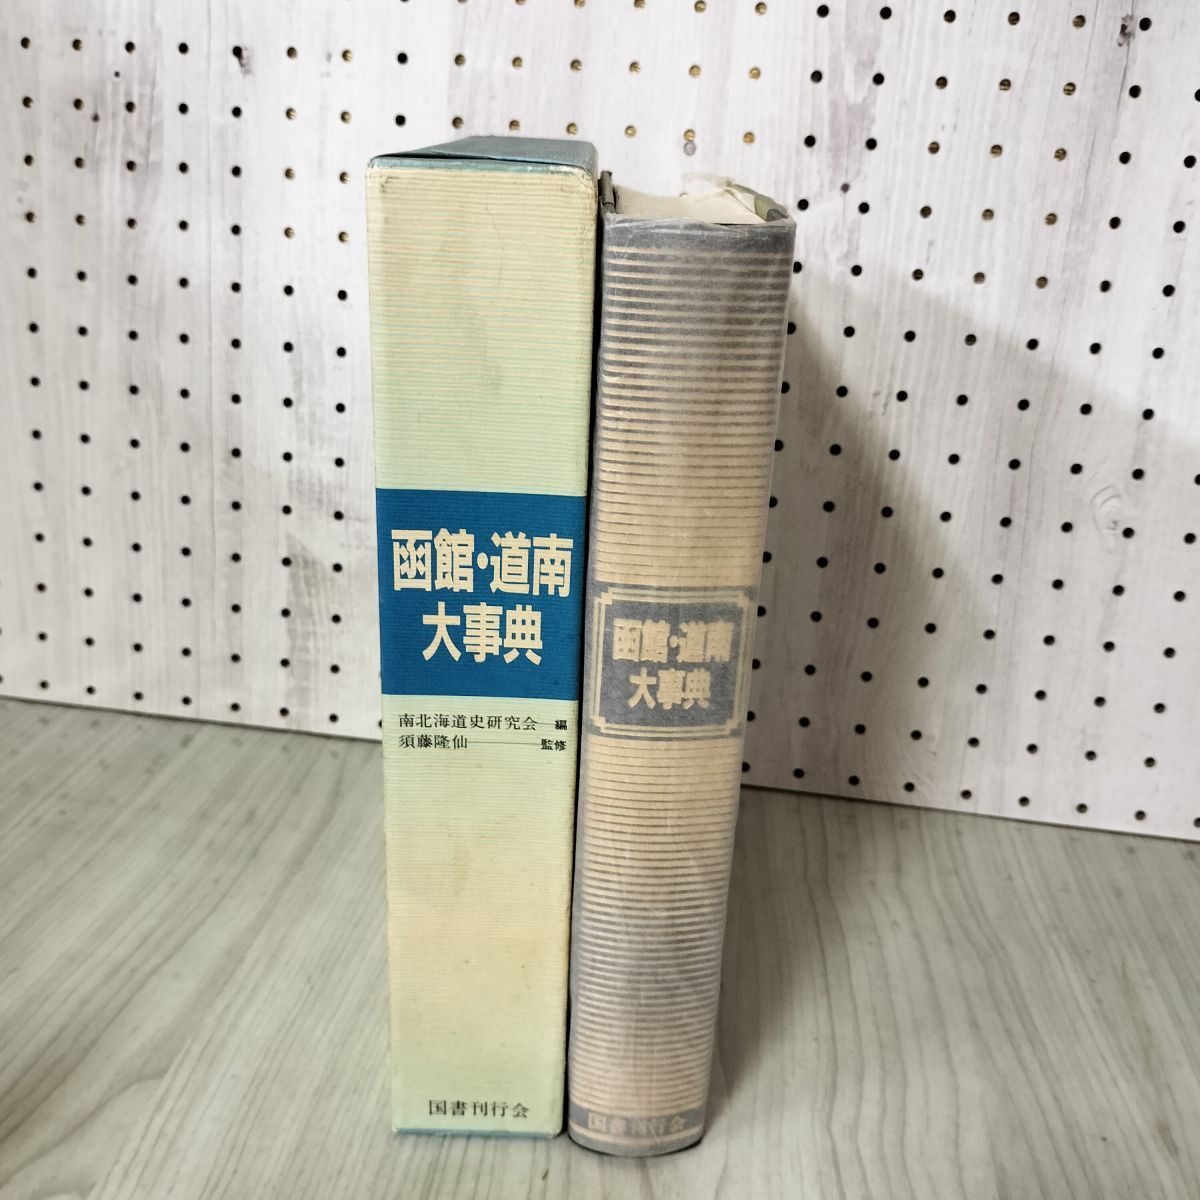 函館・道南
大事典
南北海道史研究会 編
須藤隆仙 監修
国書刊行会
函館・道南
大事典
国書刊行会